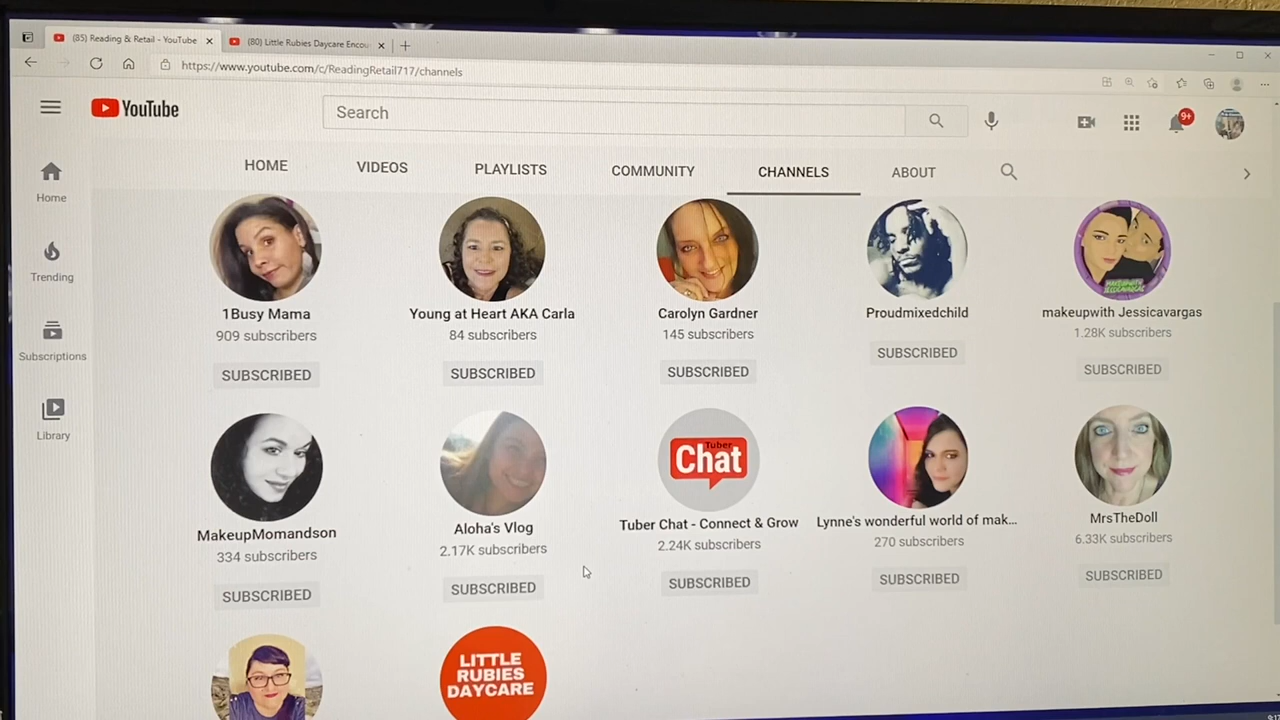 (85) Reading & Retail - YouTube
(80) Little Rubies Daycare Encou
https://www.youtube.com/c/ReadingRetail717/channels
YouTube
Search
9+
HOME
VIDEOS
PLAYLISTS
COMMUNITY
CHANNELS
ABOUT
Home
Trending
Subscriptions
Library
1Busy Mama
909 subscribers
SUBSCRIBED
Young at Heart AKA Carla
84 subscribers
SUBSCRIBED
Carolyn Gardner
145 subscribers
SUBSCRIBED
Proudmixedchild
SUBSCRIBED
makeupwith Jessicavargas
1.28K subscribers
SUBSCRIBED
MakeupMomandson
334 subscribers
SUBSCRIBED
Aloha's Vlog
2.17K subscribers
SUBSCRIBED
Tuber
Chat
Tuber Chat - Connect & Grow
2.24K subscribers
SUBSCRIBED
Lynne's wonderful world of mak...
270 subscribers
SUBSCRIBED
MrsTheDoll
6.33K subscribers
SUBSCRIBED
LITTLE
RUBIES
DAYCARE